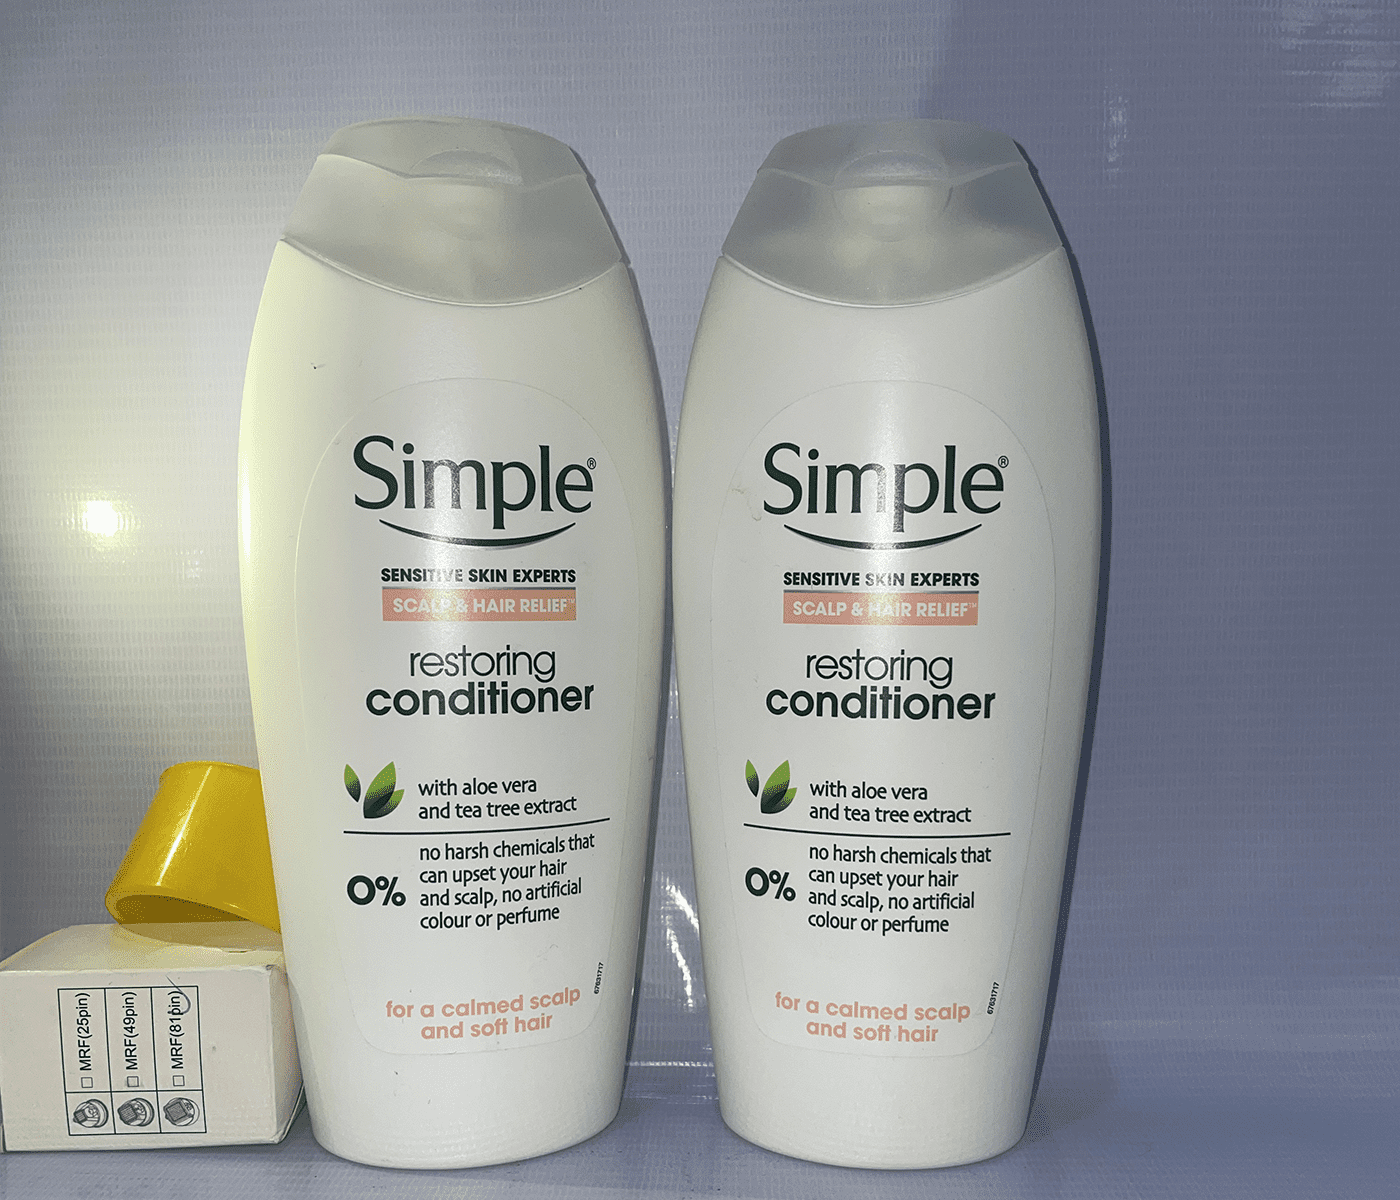 Simple®
SENSITIVE SKIN EXPERTS
SCALP & HAIR RELIEF™
restoring
conditioner
with aloe vera
and tea tree extract
0%
no harsh chemicals that
can upset your hair
and scalp, no artificial
colour or perfume
67631717
for a calmed scalp
and soft hair
Simple®
SENSITIVE SKIN EXPERTS
SCALP & HAIR RELIEF™
restoring
conditioner
with aloe vera
and tea tree extract
0%
no harsh chemicals that
can upset your hair
and scalp, no artificial
colour or perfume
67631717
for a calmed scalp
and soft hair
MRF(25pin)
MRF(49pin)
MRF(81pin)